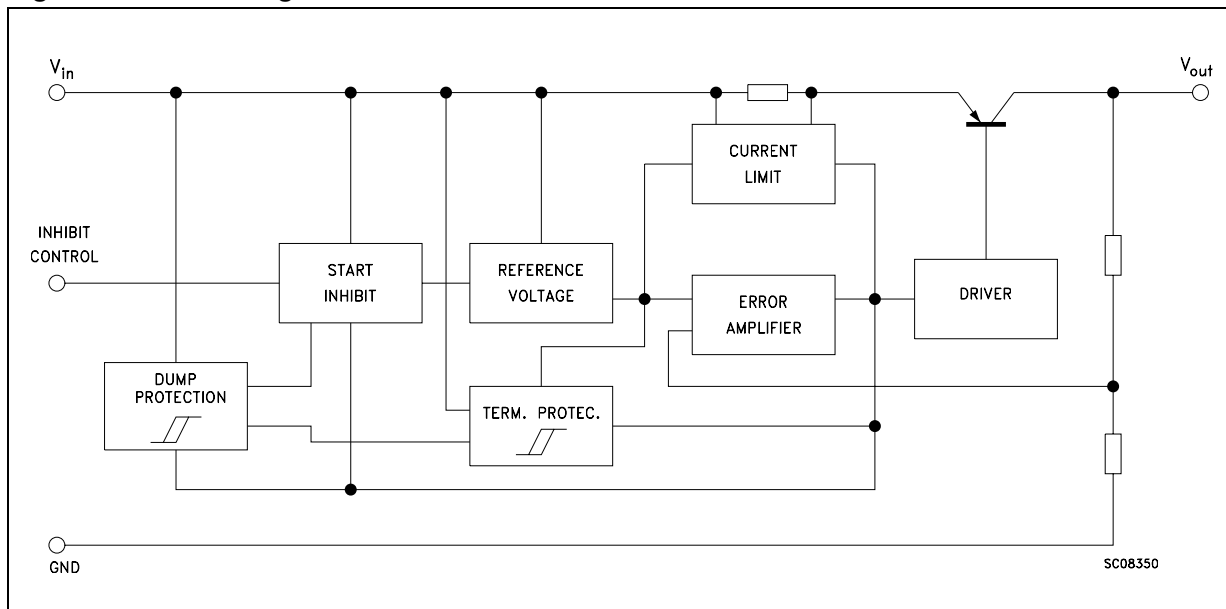 V_in
V_out
CURRENT
LIMIT
INHIBIT
CONTROL
START
INHIBIT
REFERENCE
VOLTAGE
ERROR
AMPLIFIER
DRIVER
DUMP
PROTECTION
TERM. PROTEC.
GND
SC08350